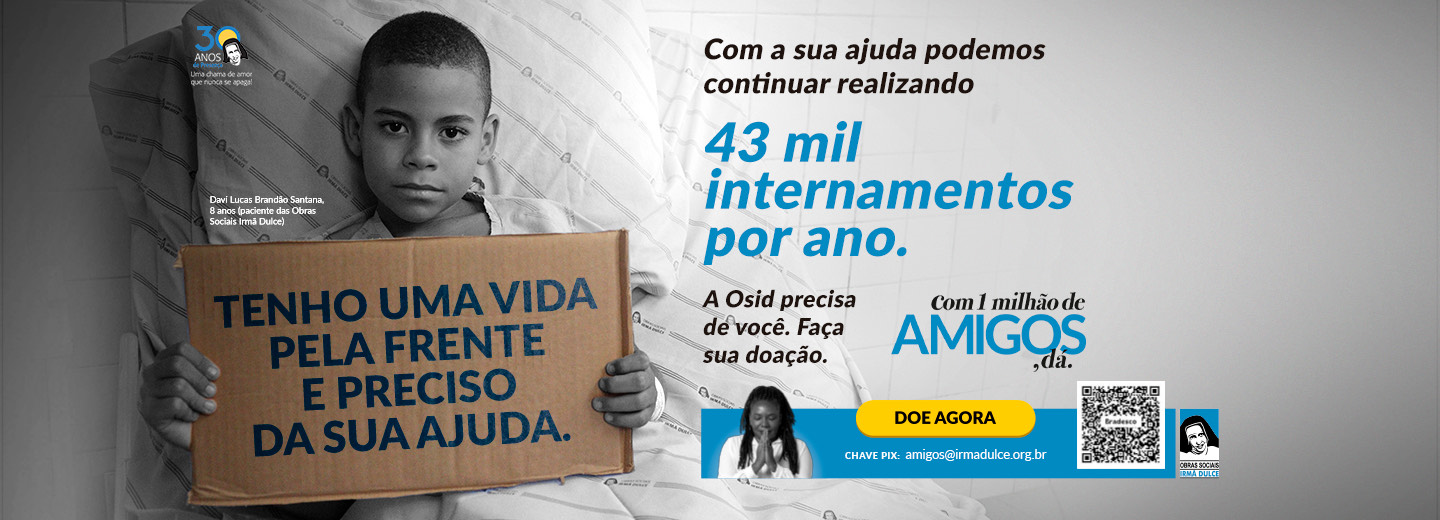 30
ANOS
Uma chama de amor
que nunca se apaga!
Davi Lucas Brandão Santana,
8 anos (paciente das Obras
Sociais Irmã Dulce)
TENHO UMA VIDA
PELA FRENTE
E PRECISO
DA SUA AJUDA.
Com a sua ajuda podemos
continuar realizando
43 mil
internamentos
por ano.
A Osid precisa
de você. Faça
sua doação.
Com 1 milhão de
AMIGOS
,dá.
DOE AGORA
CHAVE PIX: amigos@irmadulce.org.br
Bradesco
OBRAS SOCIAIS
IRMÃ DULCE